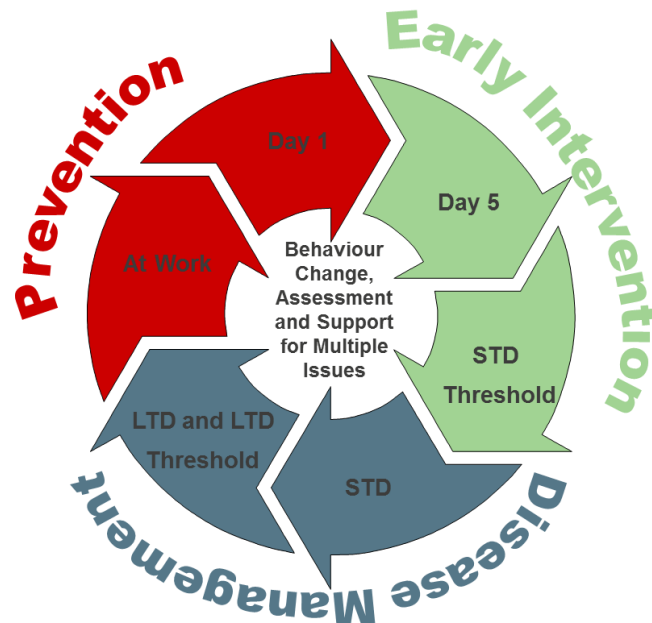 Prevention
Early Intervention
Disease Management
Day 1
Day 5
STD
Threshold
STD
LTD and LTD
Threshold
At Work
Behaviour
Change,
Assessment
and Support
for Multiple
Issues